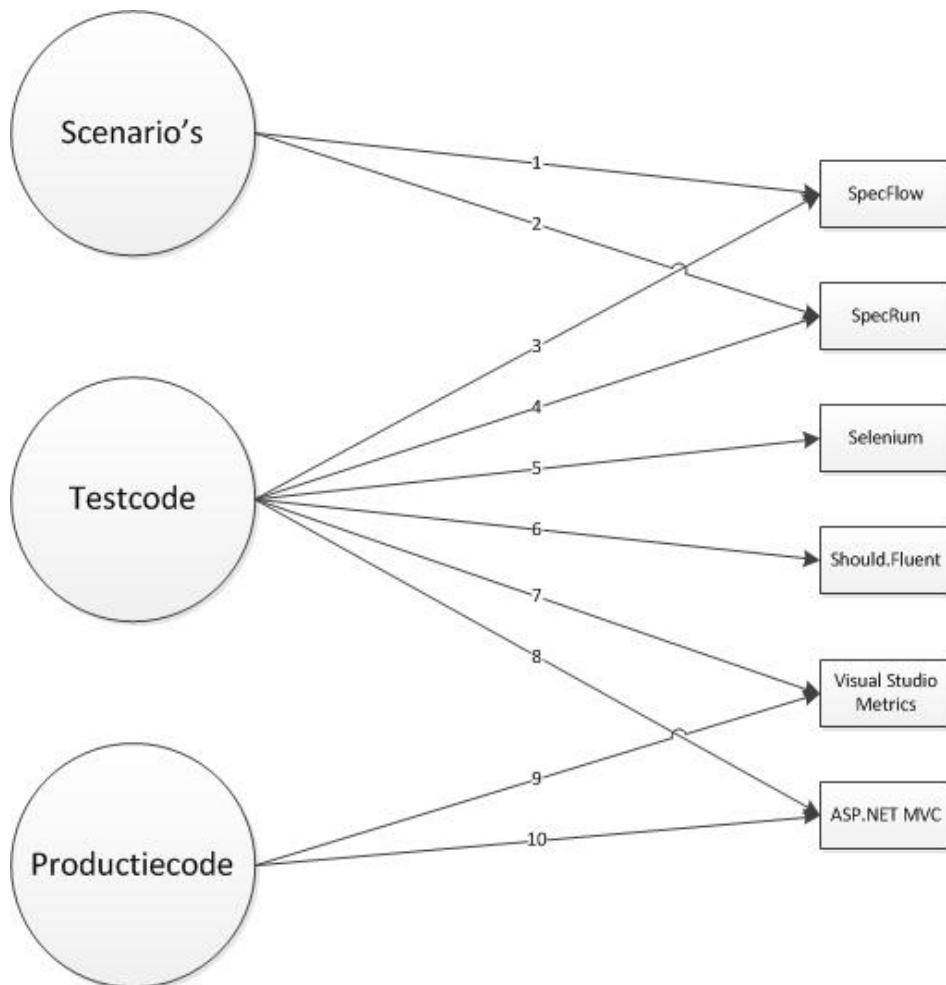 Scenario's
1
SpecFlow
2
SpecRun
3
4
Selenium
5
Testcode
6
Should.Fluent
7
8
Visual Studio
Metrics
9
ASP.NET MVC
10
Productiecode